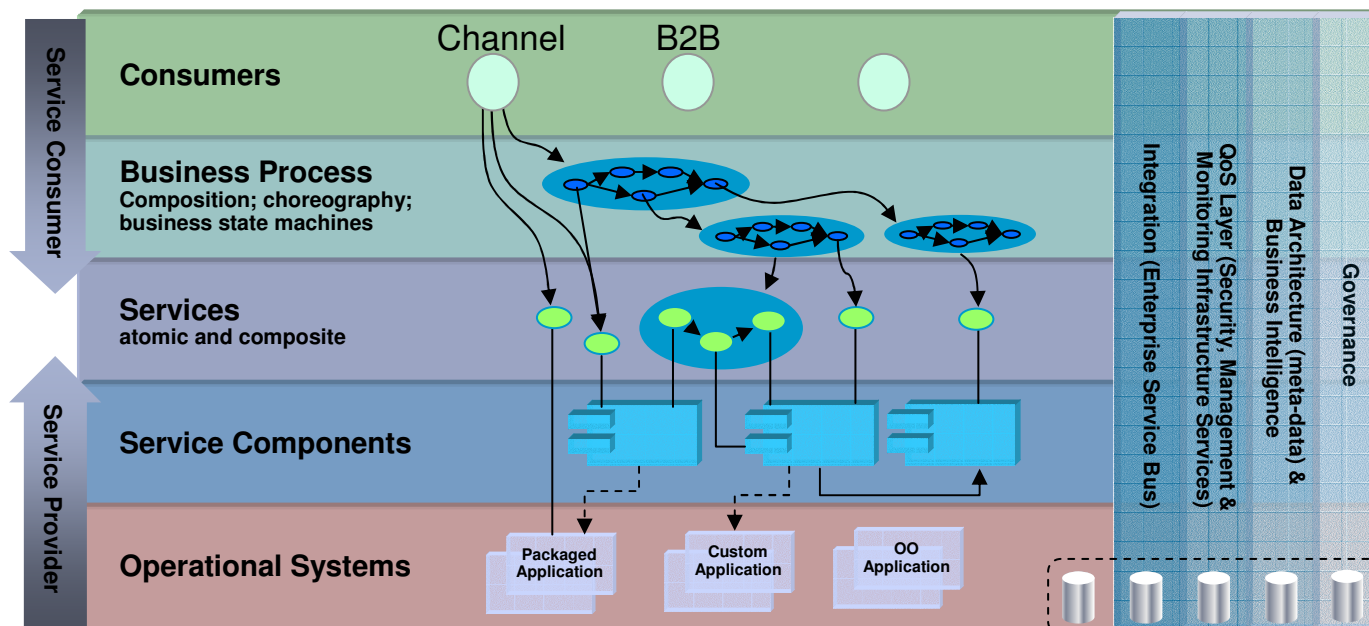 Service Consumer
Service Provider
Channel
B2B
Consumers
Business Process
Composition; choreography;
business state machines
Services
atomic and composite
Service Components
Operational Systems
Packaged
Application
Custom
Application
OO
Application
Integration (Enterprise Service Bus)
QoS Layer (Security, Management &
Monitoring Infrastructure Services)
Data Architecture (meta-data) &
Business Intelligence
Governance